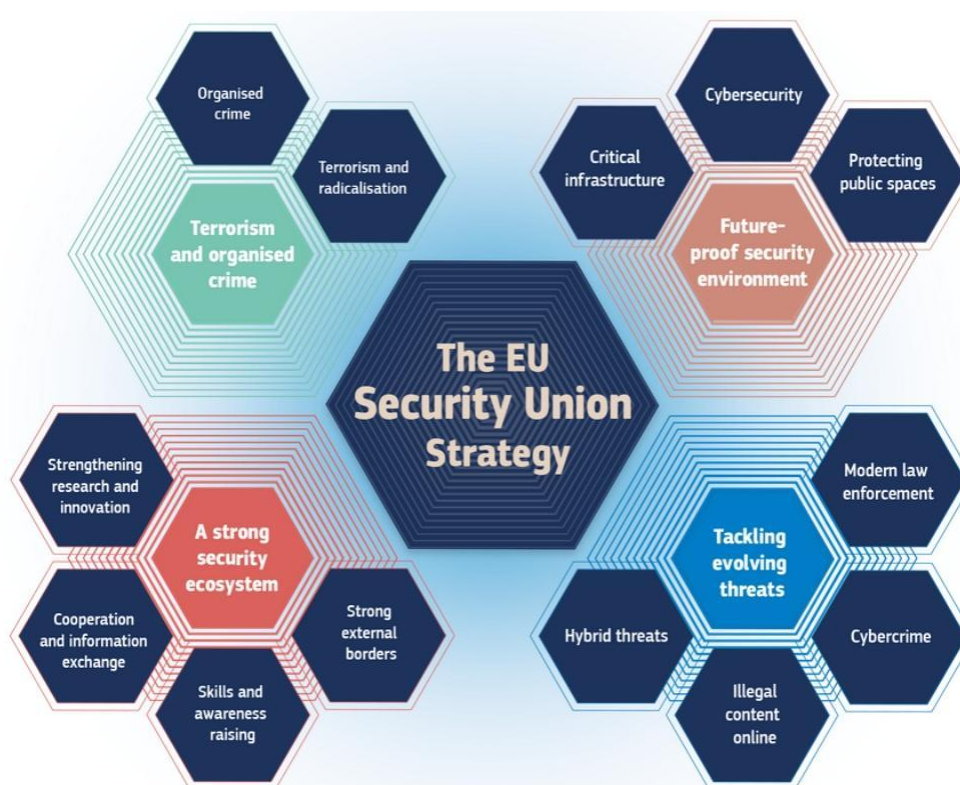 Organised
crime
Terrorism and
radicalisation
Terrorism
and organised
crime
Cybersecurity
Critical
infrastructure
Protecting
public spaces
Future-
proof security
environment
The EU
Security Union
Strategy
Strengthening
research and
innovation
A strong
security
ecosystem
Cooperation
and information
exchange
Strong
external
borders
Skills and
awareness
raising
Modern law
enforcement
Tackling
evolving
threats
Hybrid threats
Cybercrime
Illegal
content
online